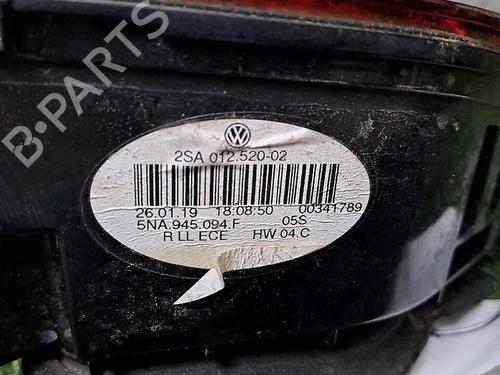 B-PARTS
2SA 012.520-02
26.01.19 18:08:50 00341789
5NA.945.094.F 05S
R LL ECE HW 04.C